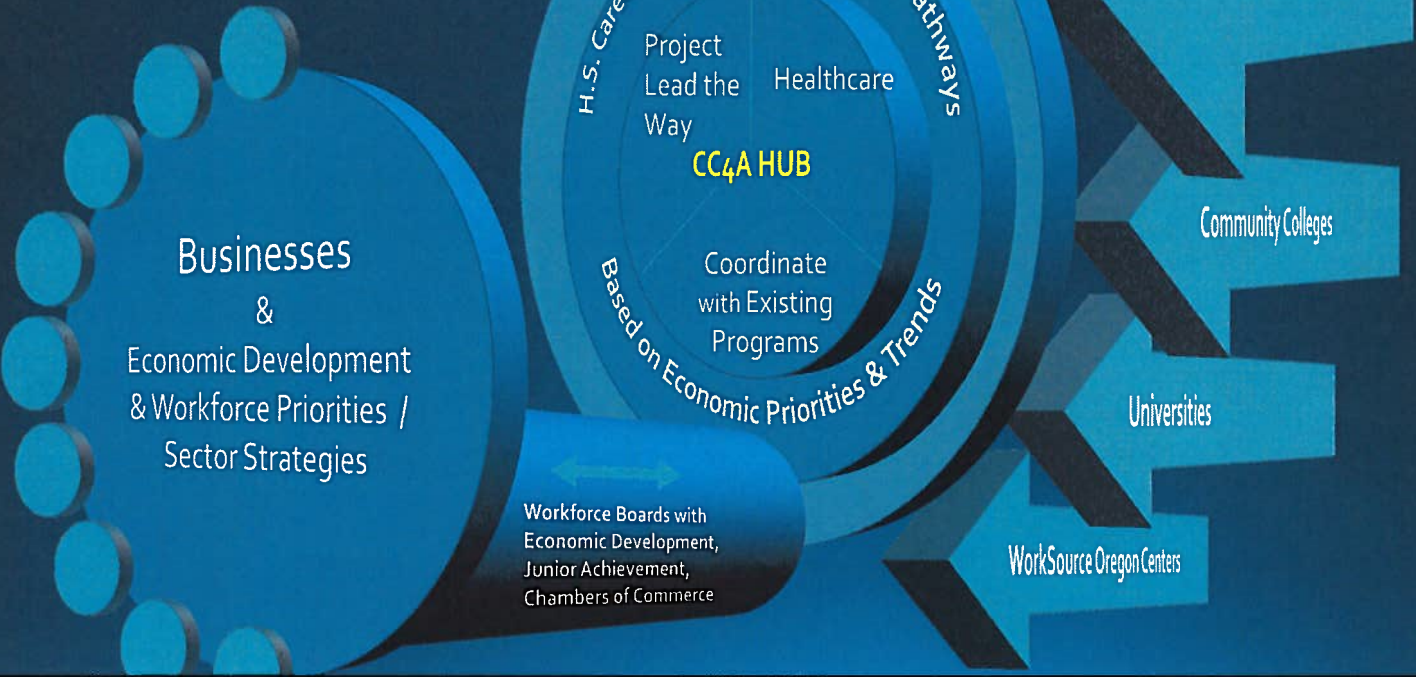 H.S. Care
athways
Project
Lead the
Way
Healthcare
CC4A HUB
Coordinate
with Existing
Programs
Based on Economic Priorities & Trends
Businesses
&
Economic Development
& Workforce Priorities /
Sector Strategies
Workforce Boards with
Economic Development,
Junior Achievement,
Chambers of Commerce
Community Colleges
Universities
WorkSource Oregon Centers